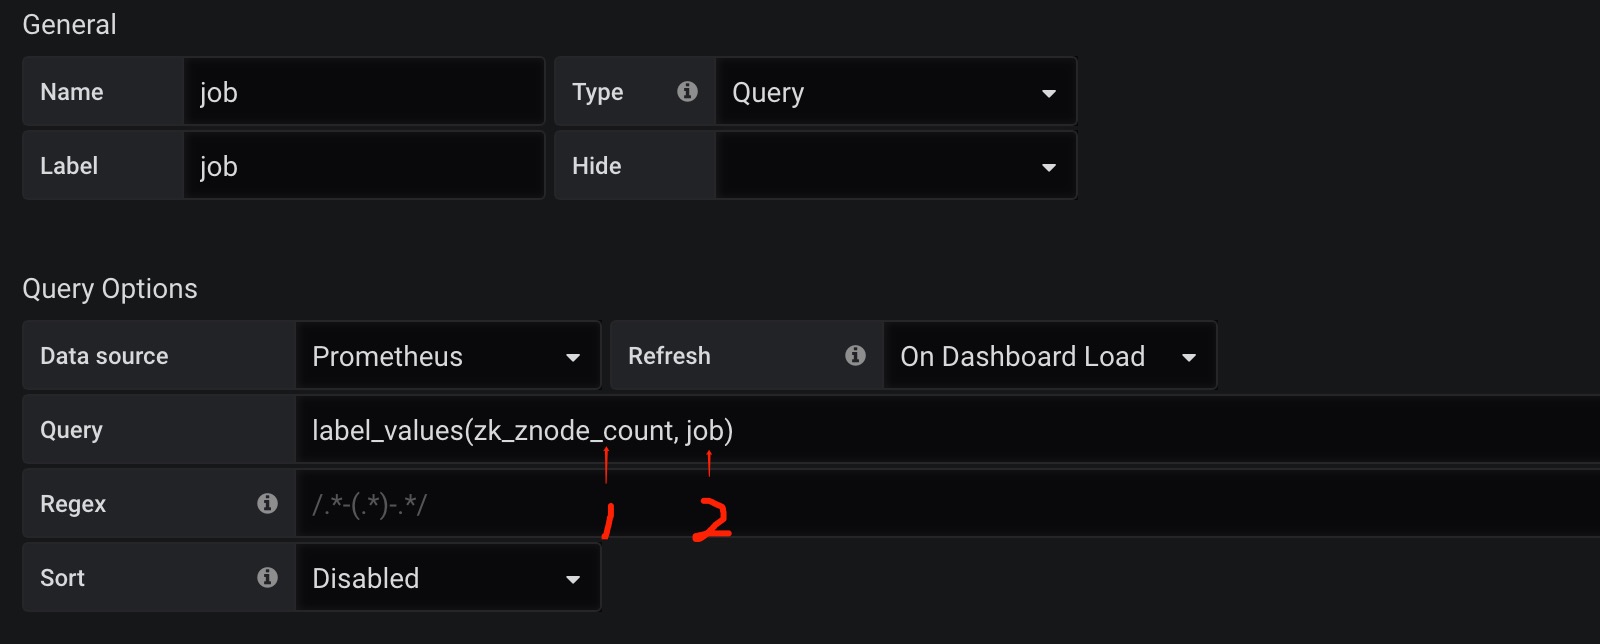 General
Name job Type Query
Label job Hide
Query Options
Data source Prometheus Refresh On Dashboard Load
Query label_values(zk_znode_count, job)
Regex /.*-(.*)-.*/
1 2
Sort Disabled